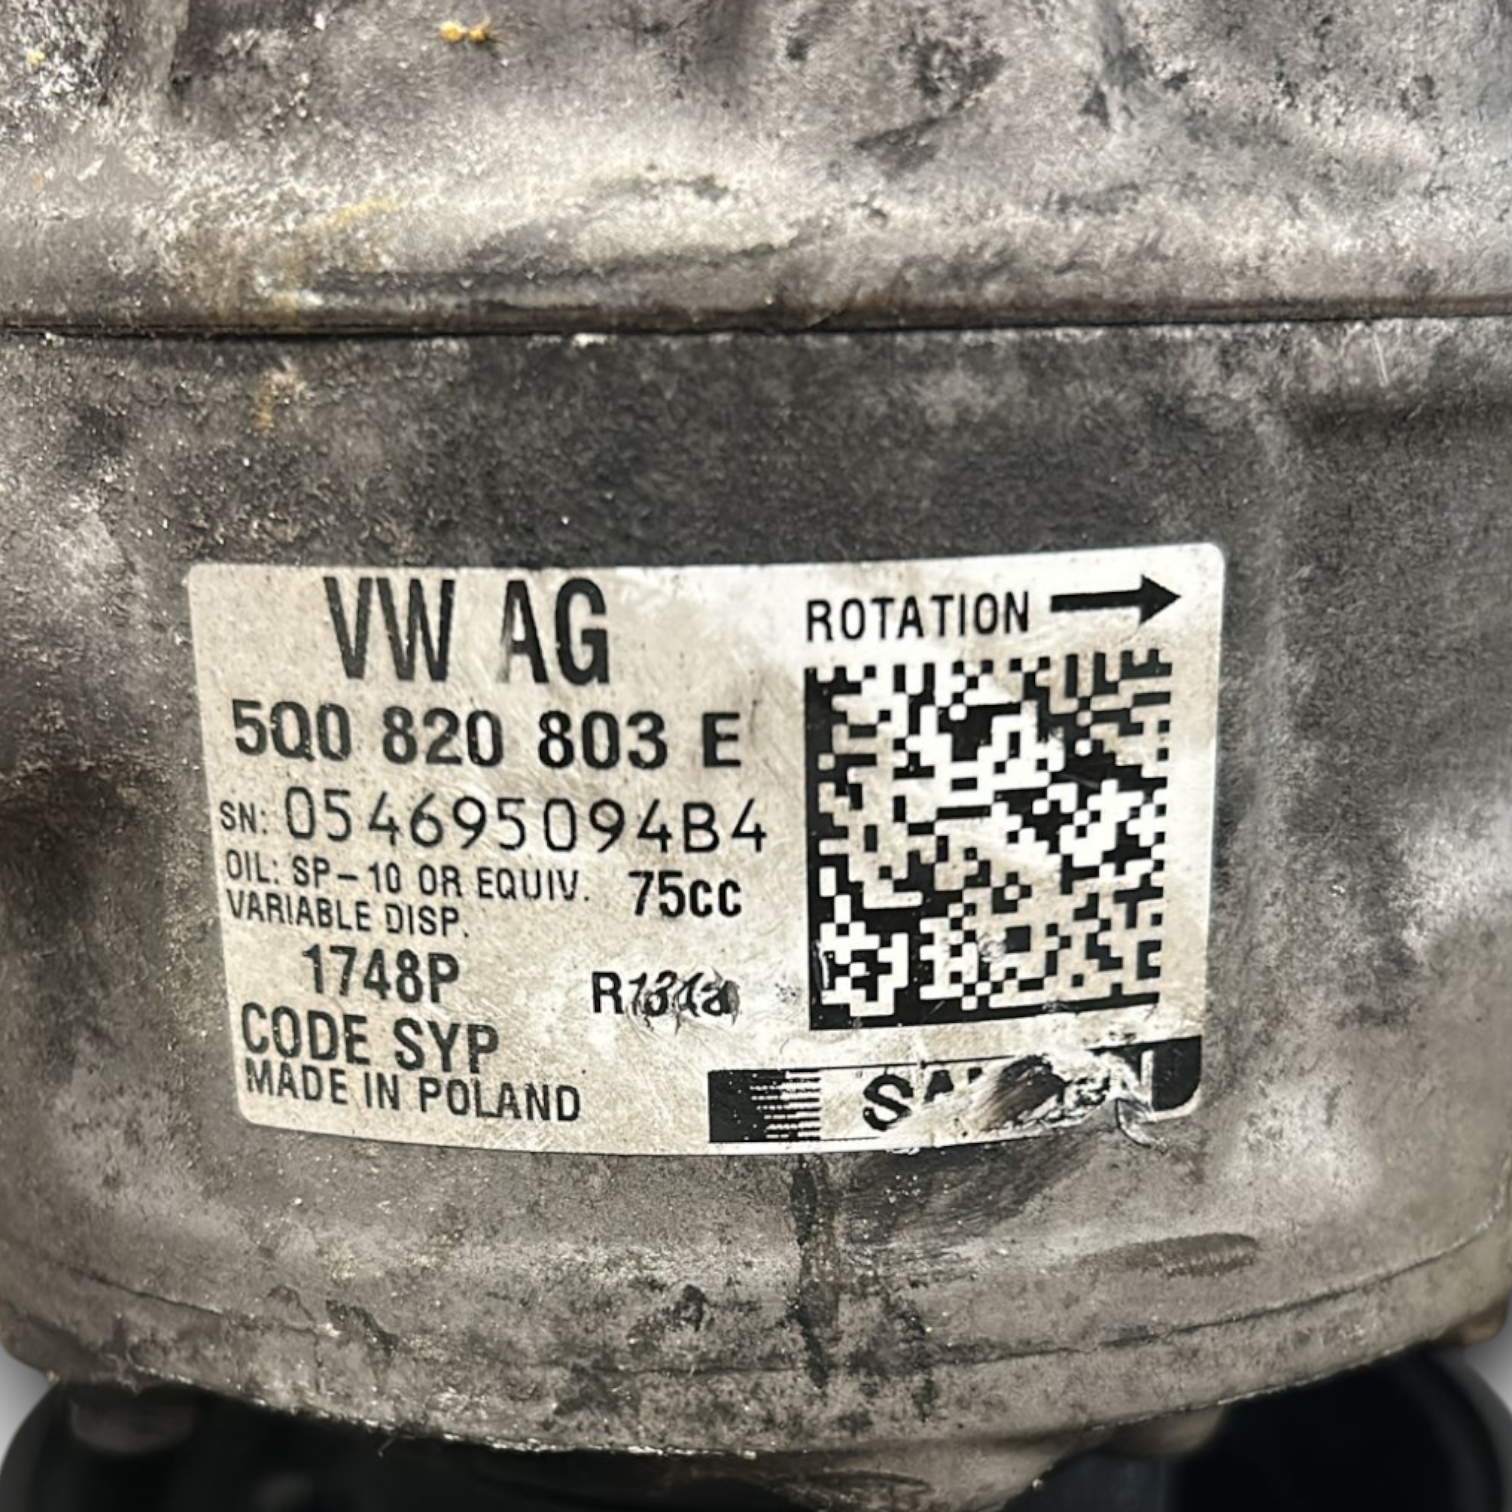 VW AG
ROTATION
5Q0 820 803 E
SN: 054695094B4
OIL: SP-10 OR EQUIV. 75cc
VARIABLE DISP.
1748P
R134a
CODE SYP
MADE IN POLAND